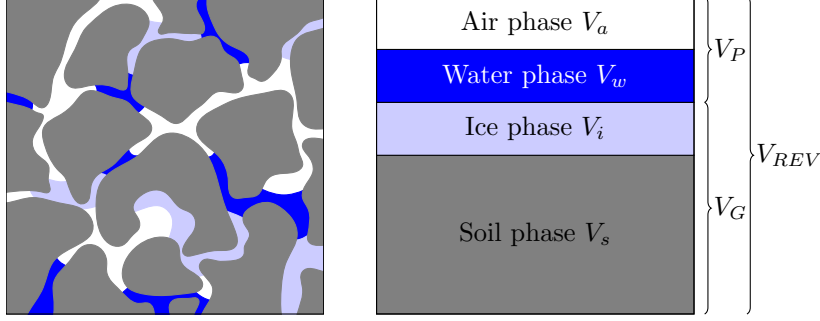 Air phase V_a
V_P
Water phase V_w
Ice phase V_i
V_REV
V_G
Soil phase V_s